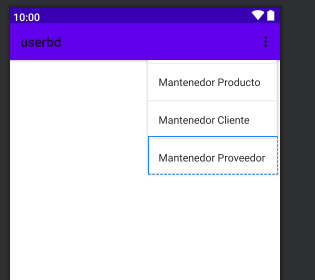 10:00
userbd
Mantenedor Producto
Mantenedor Cliente
Mantenedor Proveedor